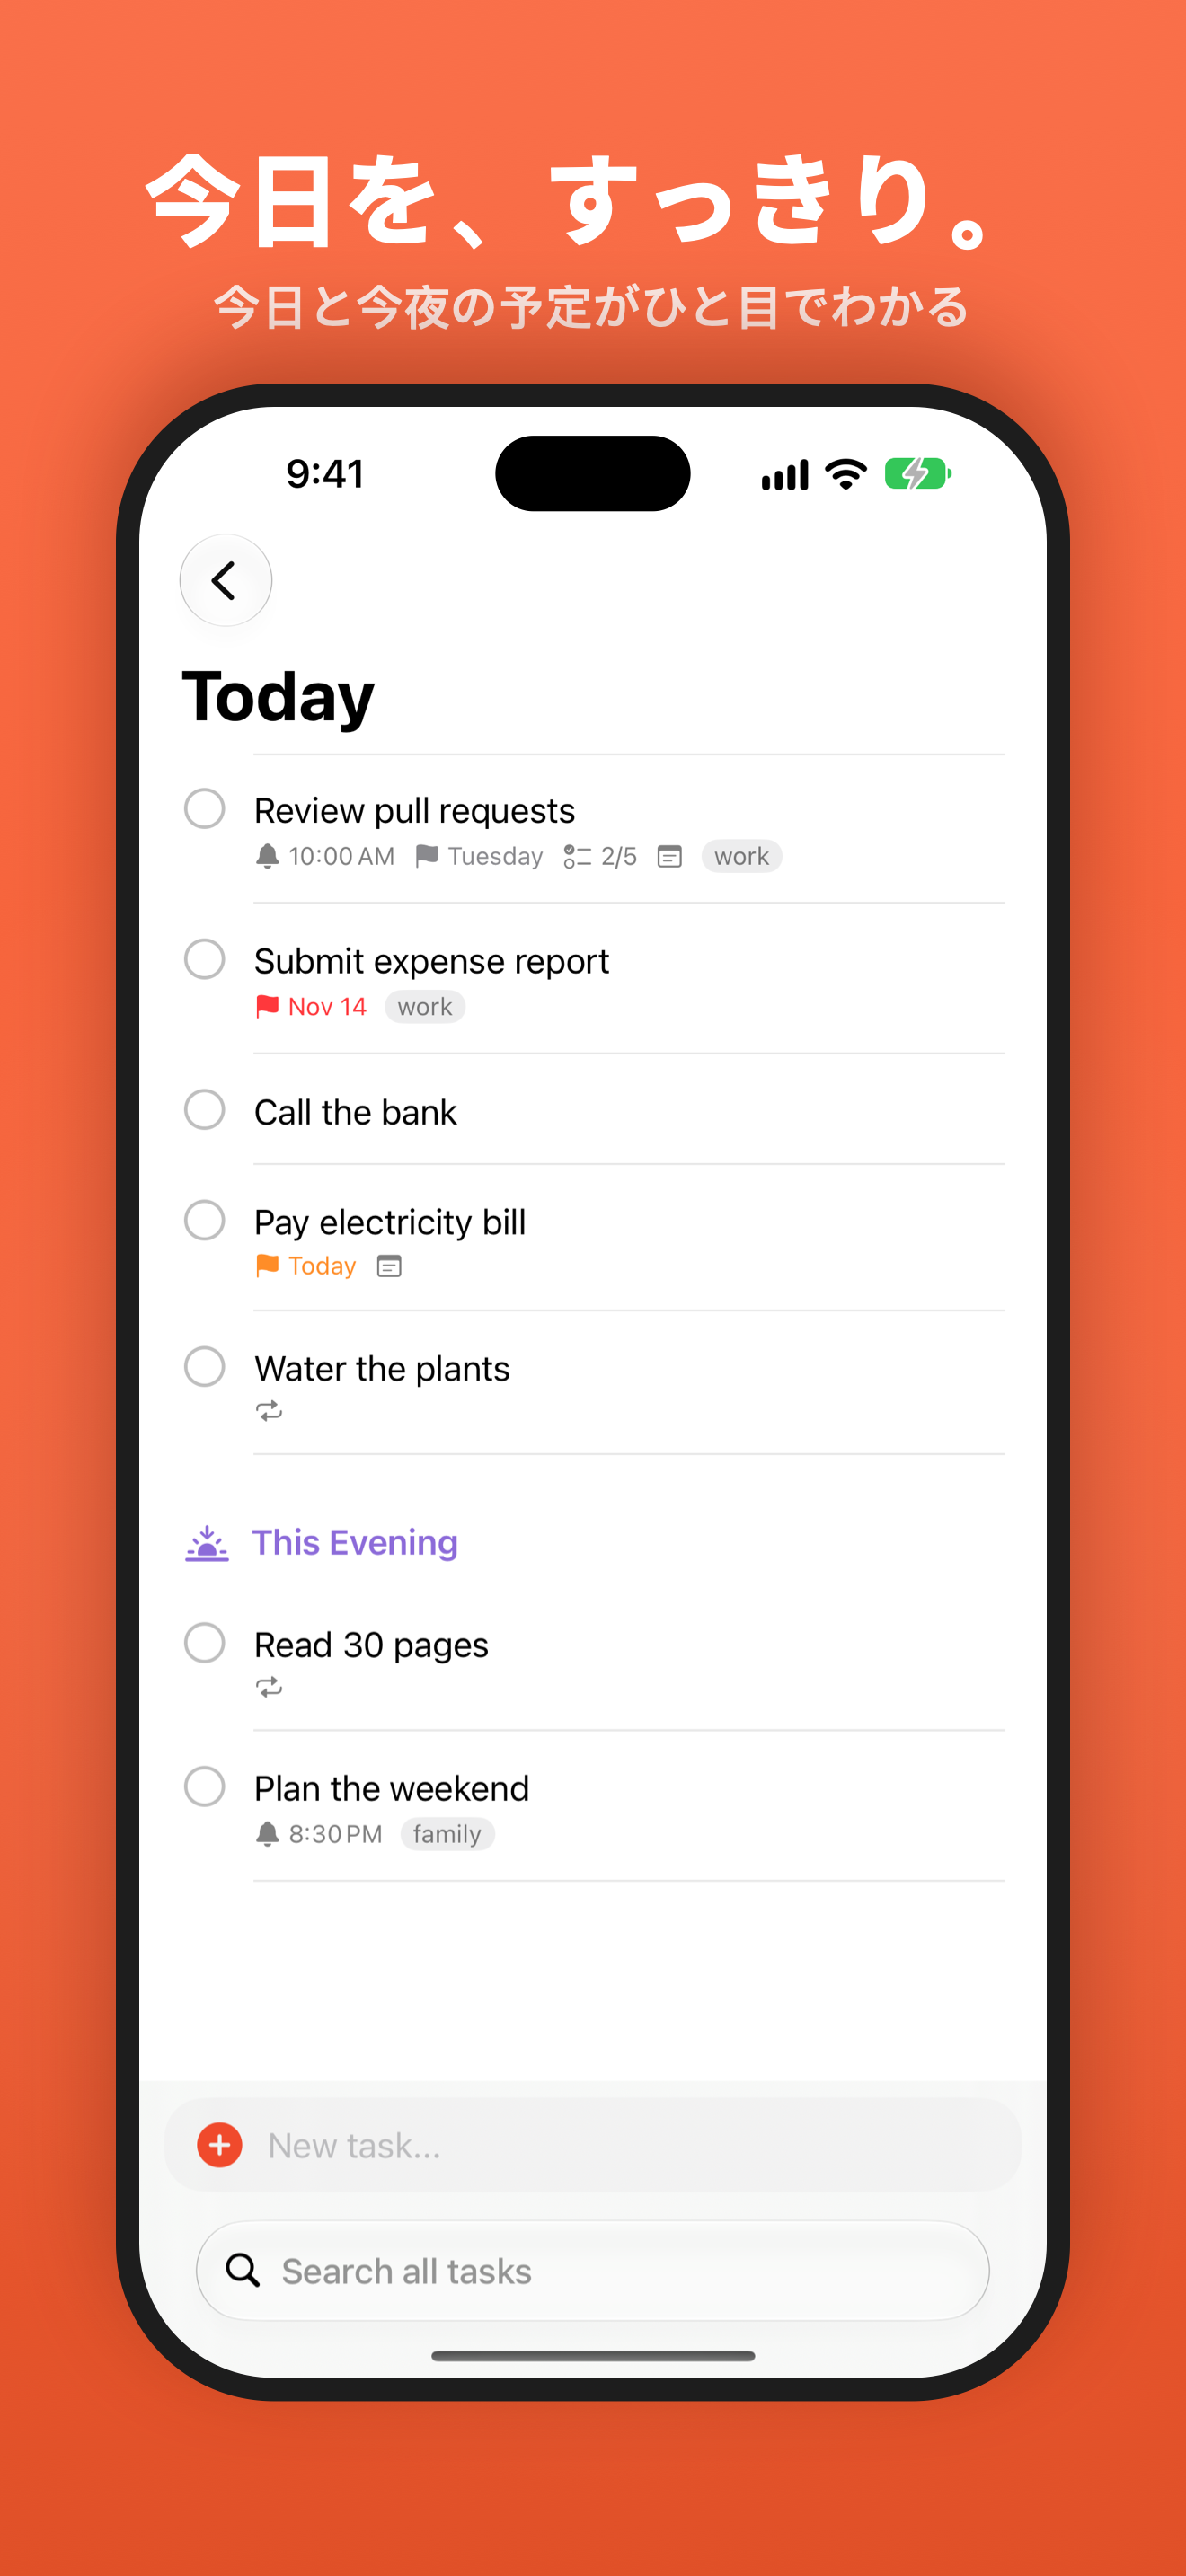 今日を、すっきり。
今日と今夜の予定がひと目でわかる
9:41
Today
Review pull requests
10:00 AM Tuesday 2/5 work
Submit expense report
Nov 14 work
Call the bank
Pay electricity bill
Today
Water the plants
This Evening
Read 30 pages
Plan the weekend
8:30 PM family
New task...
Search all tasks